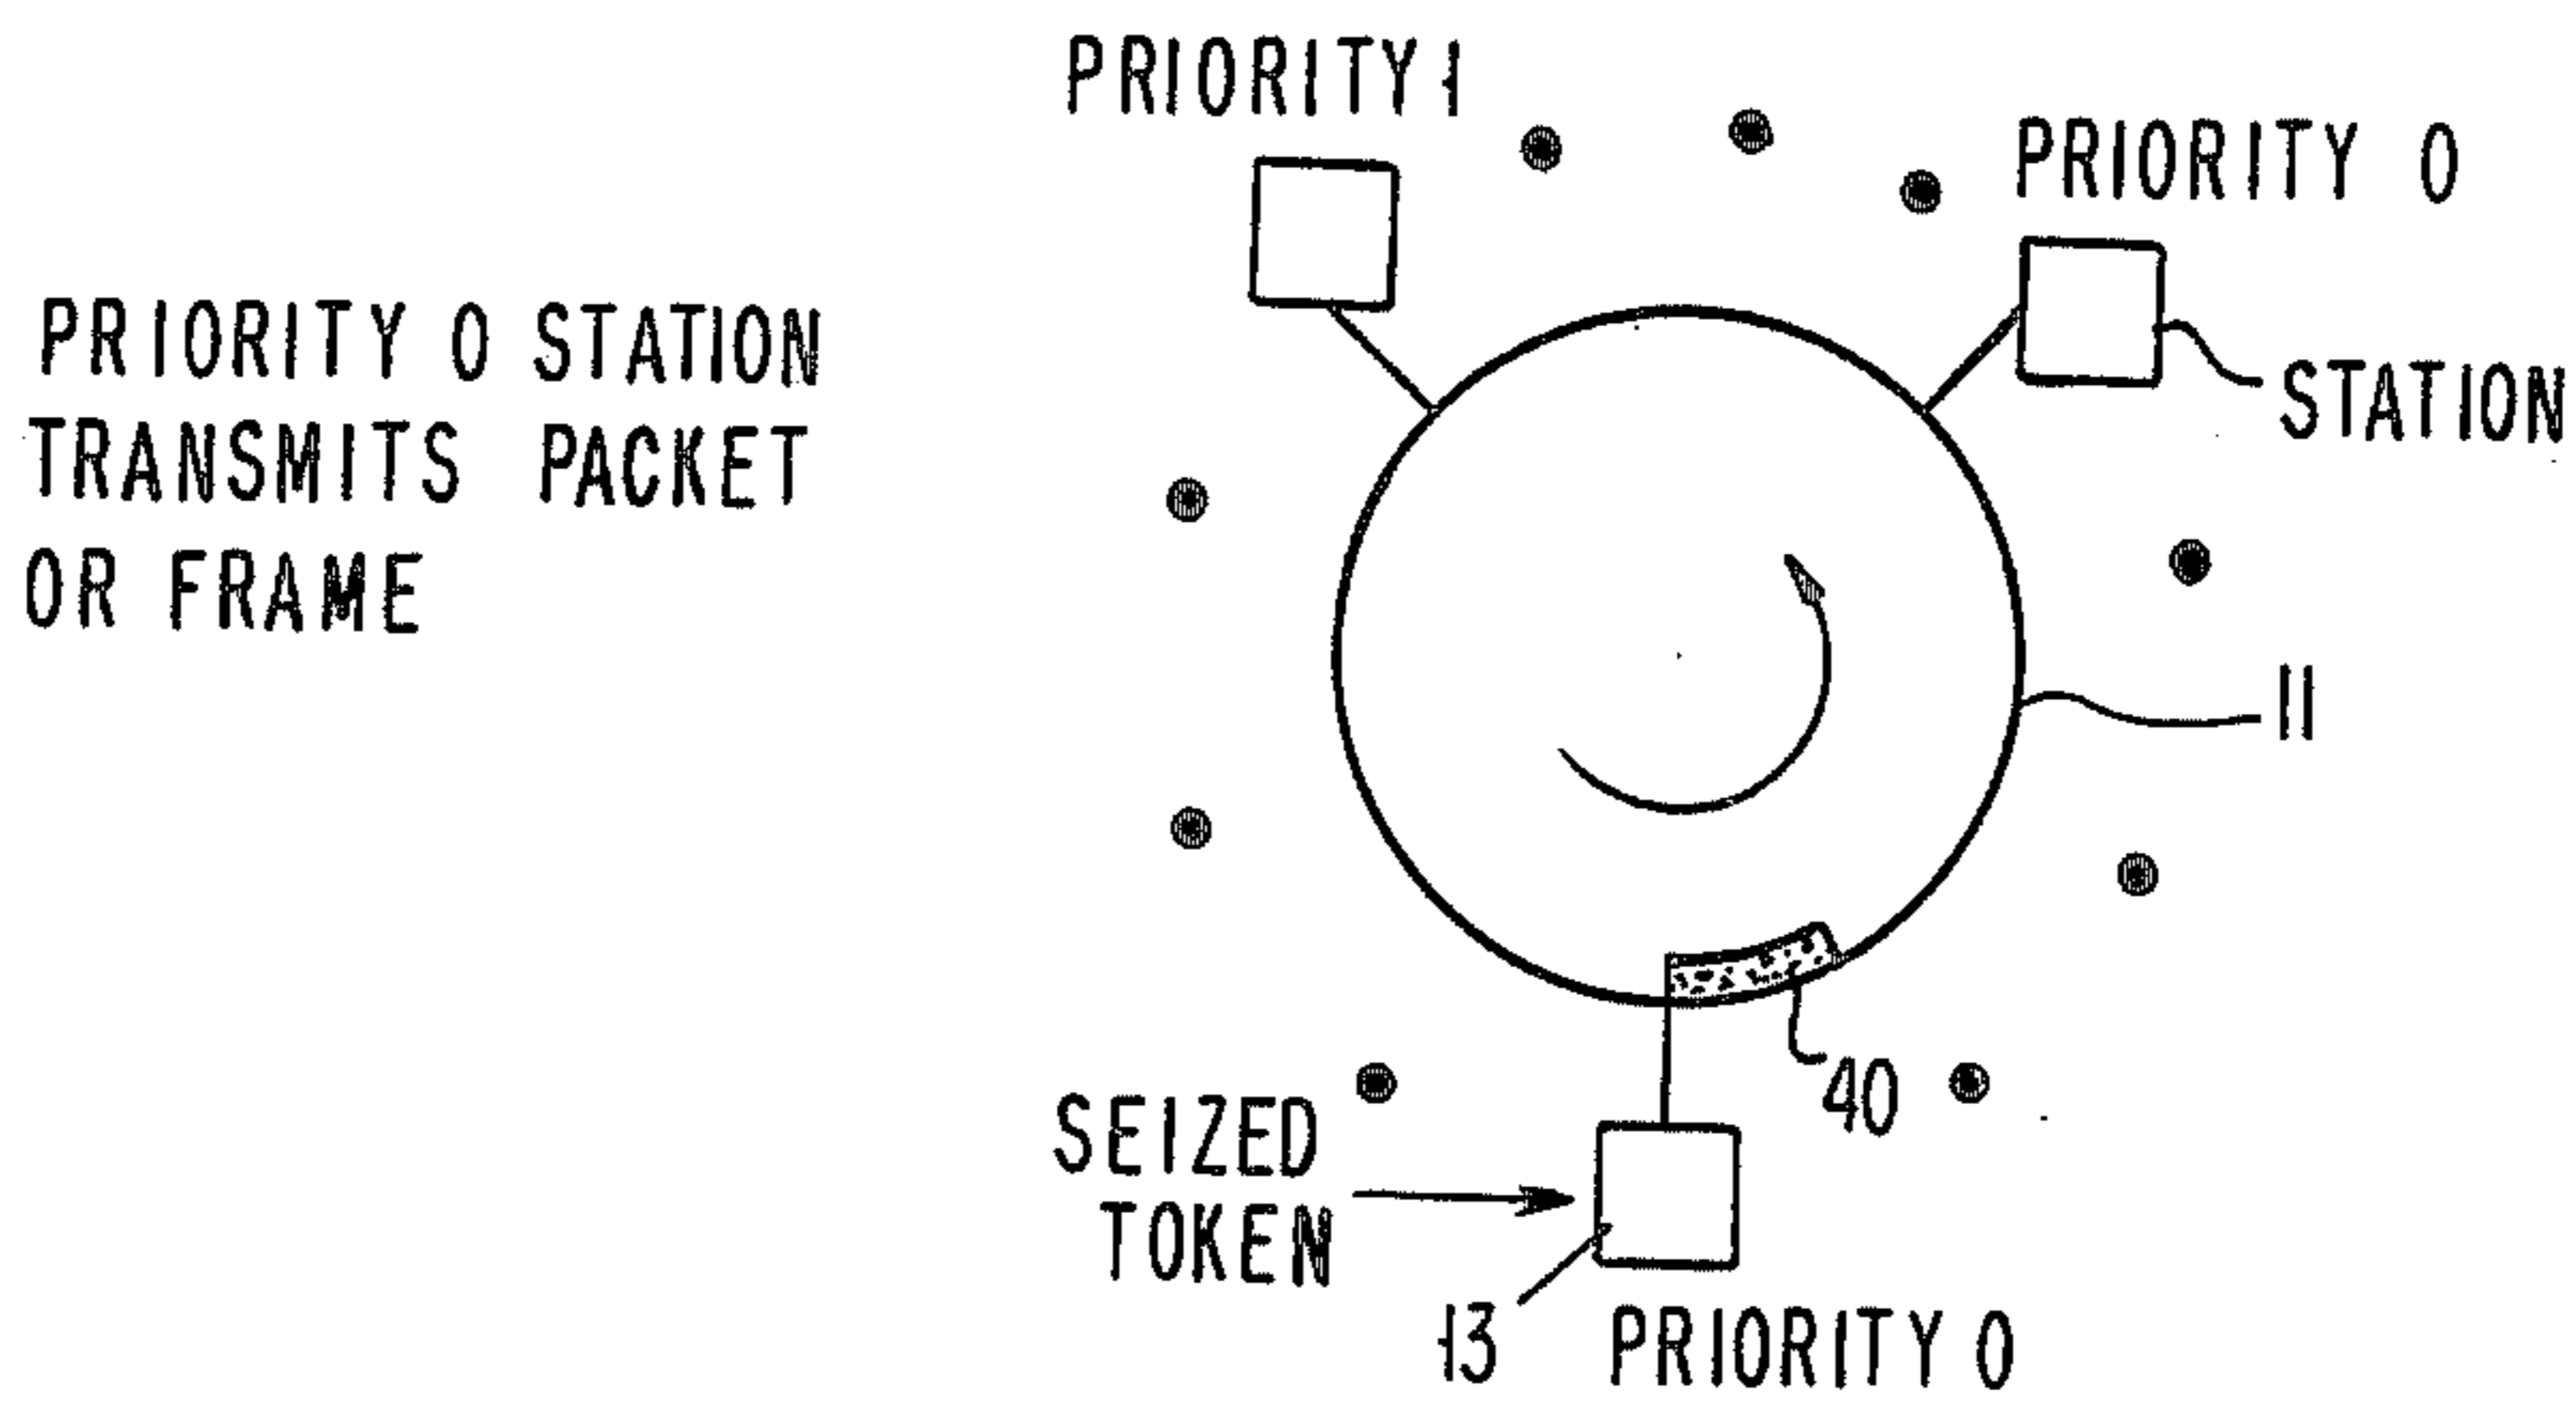 PRIORITY 0 STATION
TRANSMITS PACKET
OR FRAME
PRIORITY 1
PRIORITY 0
STATION
11
40
SEIZED
TOKEN
13
PRIORITY 0